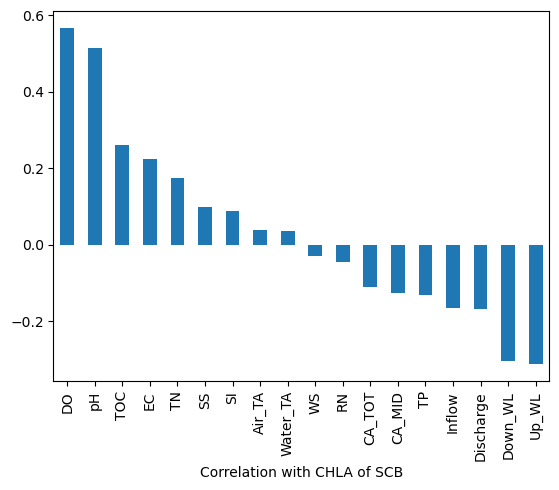 0.6
0.4
0.2
0.0
−0.2
DO
pH
TOC
EC
TN
SS
SI
Air_TA
Water_TA
WS
RN
CA_TOT
CA_MID
TP
Inflow
Discharge
Down_WL
Up_WL
Correlation with CHLA of SCB